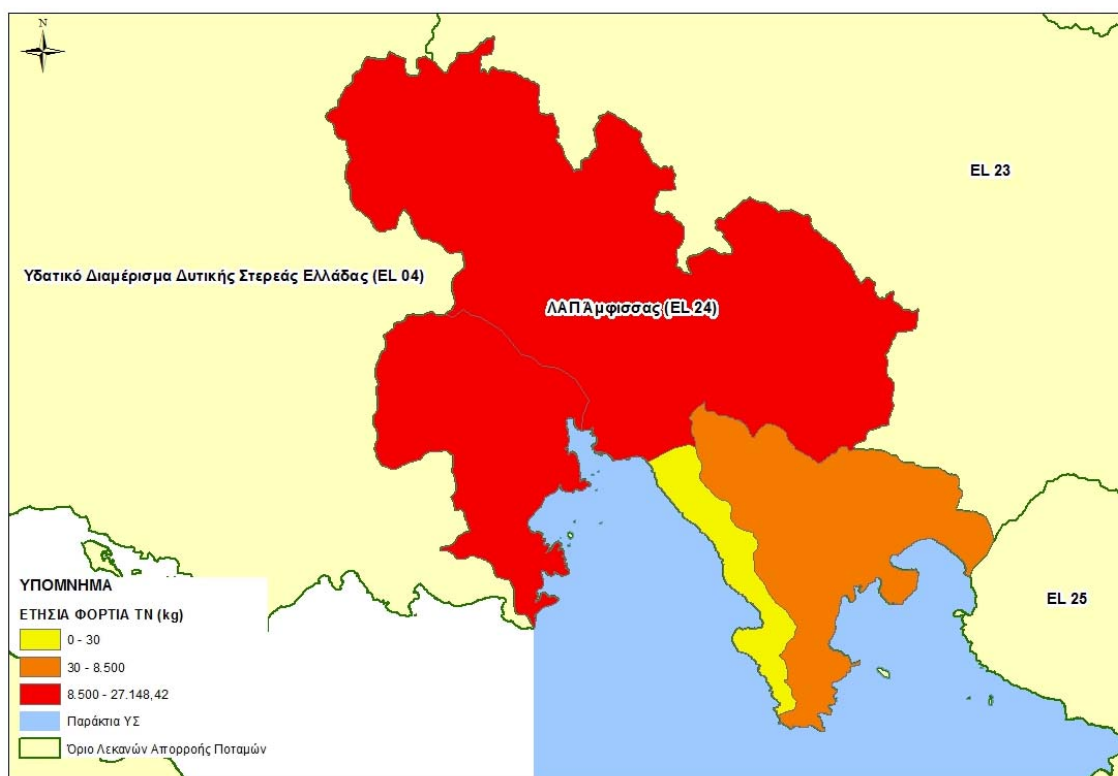 N
EL 23
Υδατικό Διαμέρισμα Δυτικής Στερεάς Ελλάδας (EL 04)
ΛΑΠ Άμφισσας (EL 24)
EL 25
ΥΠΟΜΝΗΜΑ
ΕΤΗΣΙΑ ΦΟΡΤΙΑ TN (kg)
0 - 30
30 - 8.500
8.500 - 27.148,42
Παράκτια ΥΣ
Όριο Λεκανών Απορροής Ποταμών